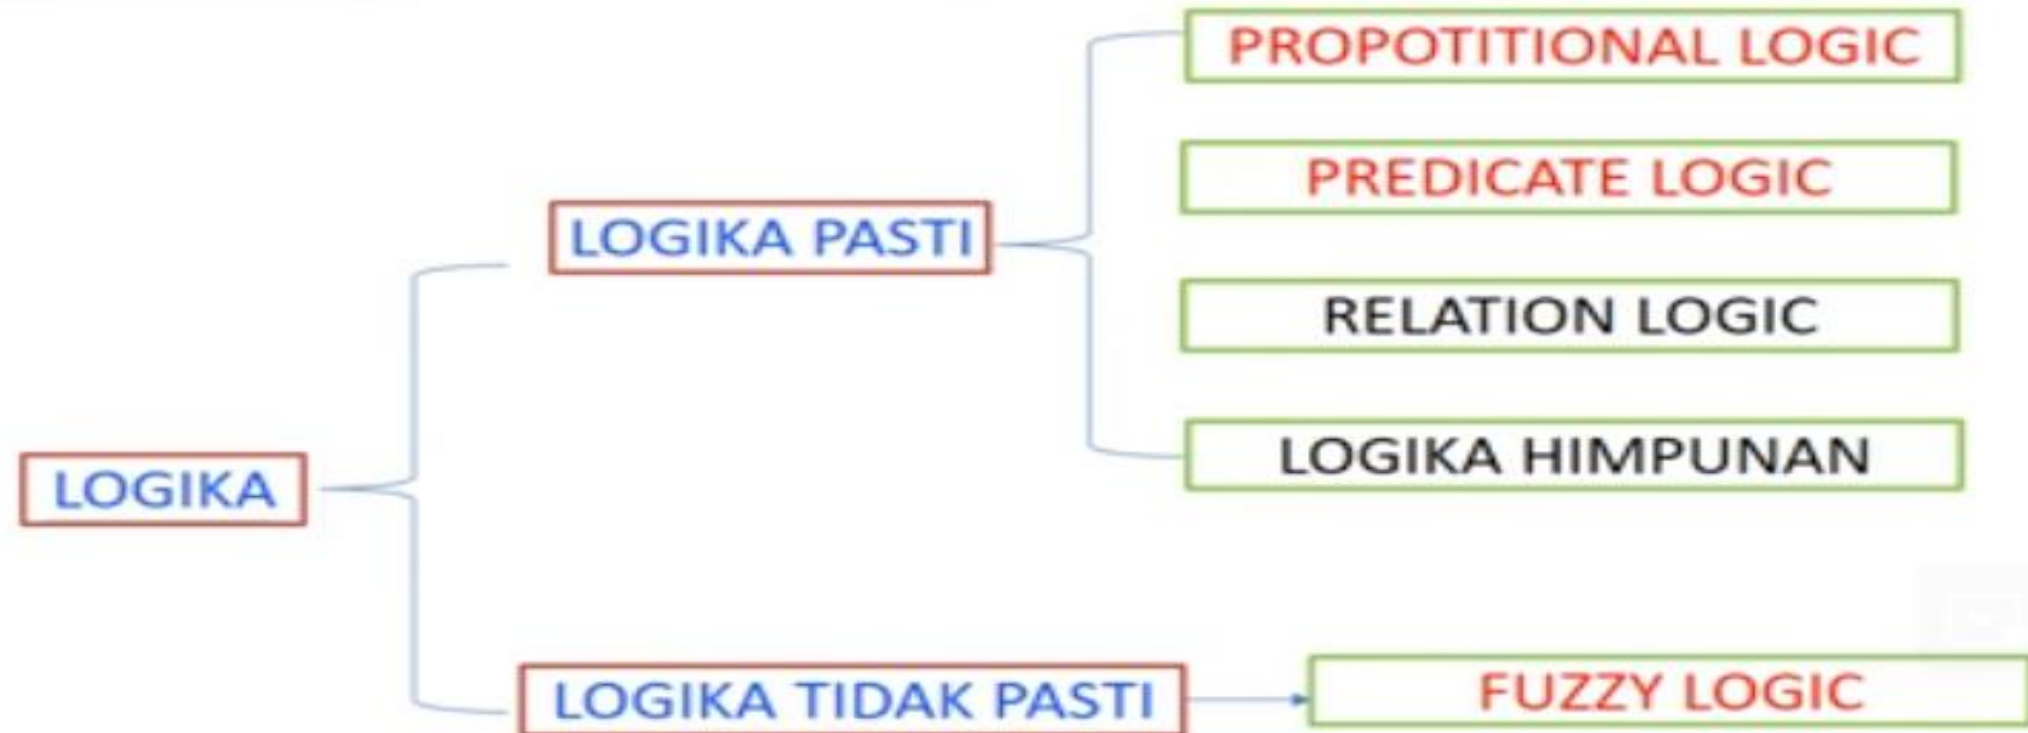 PROPOTITIONAL LOGIC
PREDICATE LOGIC
LOGIKA PASTI
RELATION LOGIC
LOGIKA HIMPUNAN
LOGIKA
LOGIKA TIDAK PASTI
FUZZY LOGIC